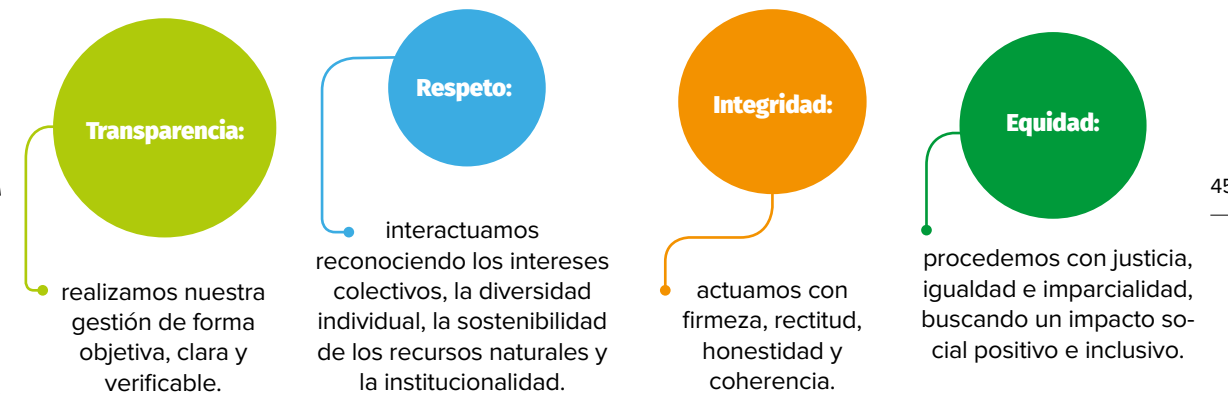 Transparencia:
realizamos nuestra
gestión de forma
objetiva, clara y
verificable.
Respeto:
interactuamos
reconociendo los intereses
colectivos, la diversidad
individual, la sostenibilidad
de los recursos naturales y
la institucionalidad.
Integridad:
actuamos con
firmeza, rectitud,
honestidad y
coherencia.
Equidad:
procedemos con justicia,
igualdad e imparcialidad,
buscando un impacto so-
cial positivo e inclusivo.
45